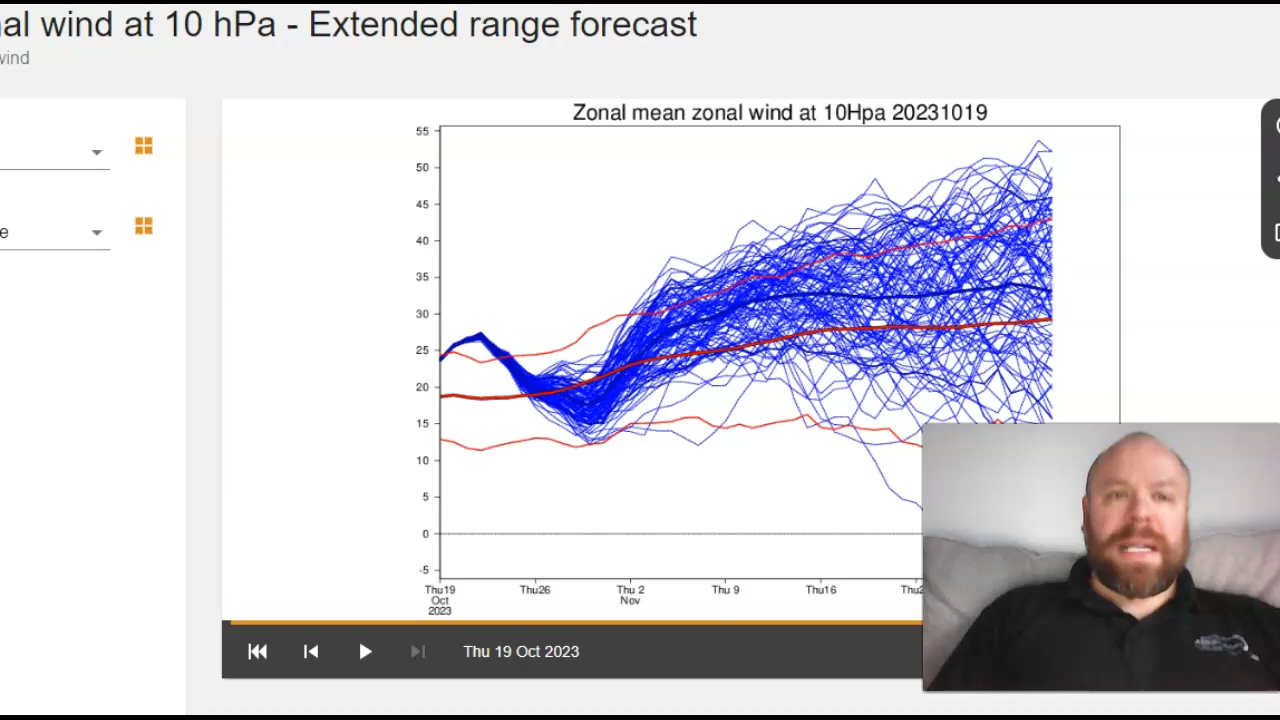 al wind at 10 hPa - Extended range forecast
wind
e
Zonal mean zonal wind at 10Hpa 20231019
55
50
45
40
35
30
25
20
15
10
5
0
-5
Thu19 Thu26 Thu 2 Thu 9 Thu16
Oct Nov
2023
Thu 19 Oct 2023